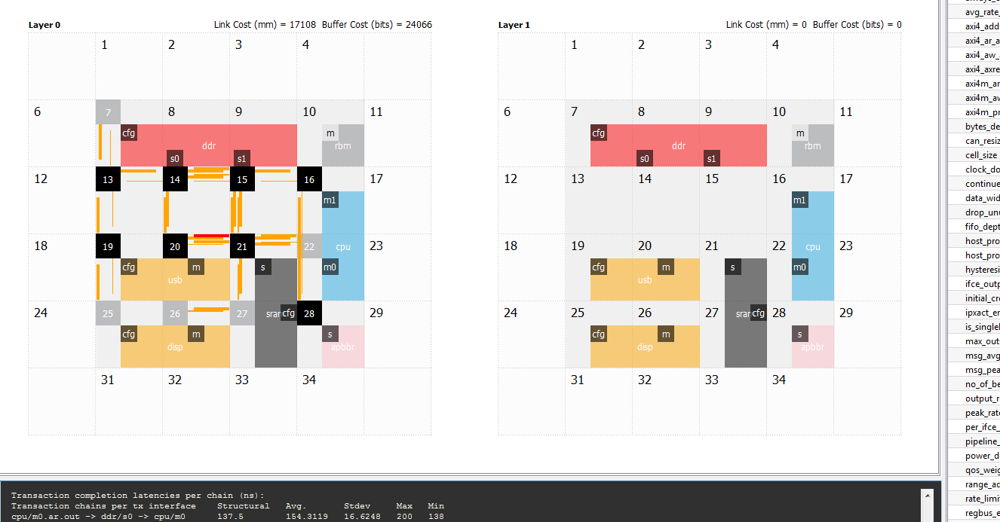 Layer 0 Link Cost (mm) = 17108 Buffer Cost (bits) = 24066
1 2 3 4
6 7 8 9 10 11
cfg ddr m rbm
s0 s1
12 13 14 15 16 17
m1
18 19 20 21 22 23
cpu
cfg m s m0
usb
24 25 26 27 srar cfg 28 29
cfg m s
disp apbbr
31 32 33 34
Layer 1 Link Cost (mm) = 0 Buffer Cost (bits) = 0
1 2 3 4
6 7 8 9 10 11
cfg ddr m rbm
s0 s1
12 13 14 15 16 17
m1
18 19 20 21 22 23
cpu
cfg m s m0
usb
24 25 26 27 srar cfg 28 29
cfg m s
disp apbbr
31 32 33 34
avg_rate_
axi4_add
axi4_ar_a
axi4_aw_
axi4_axre
axi4m_ar
axi4m_aw
axi4m_pr
bytes_de
can_resiz
cell_size
clock_do
continue
data_wid
drop_unu
fifo_dept
host_pro
host_pro
hysteresi
ifce_outp
initial_cre
ipxact_en
is_singlel
max_outs
msg_avg
msg_pea
no_of_be
output_r
peak_rat
per_ifce_
pipeline_
power_d
qos_weig
range_ad
rate_limi
regbus_e
Transaction completion latencies per chain (ns):
Transaction chains per tx interface Structural Avg. Stdev Max Min
cpu/m0.ar.out -> ddr/s0 -> cpu/m0 137.5 154.3119 16.6248 200 138